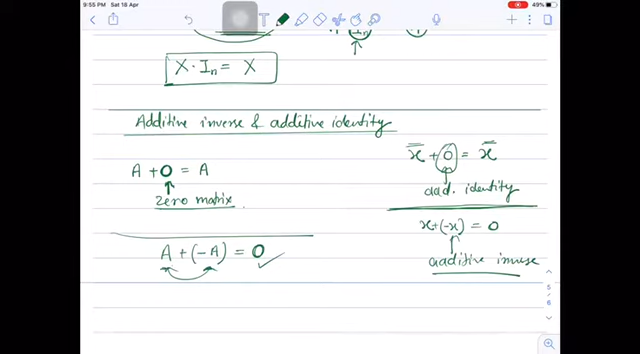 9:55 PM Sat 18 Apr
49%
In
X · In = X
Additive inverse & additive identity
A + O = A
zero matrix
A + (-A) = O
x + 0 = x
add. identity
x+(-x) = 0
additive inverse
5
/
6